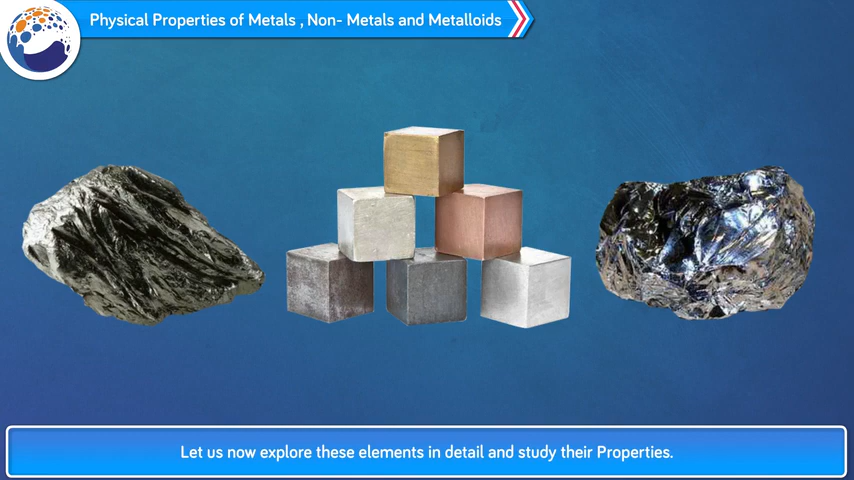 Physical Properties of Metals , Non- Metals and Metalloids
Let us now explore these elements in detail and study their Properties.